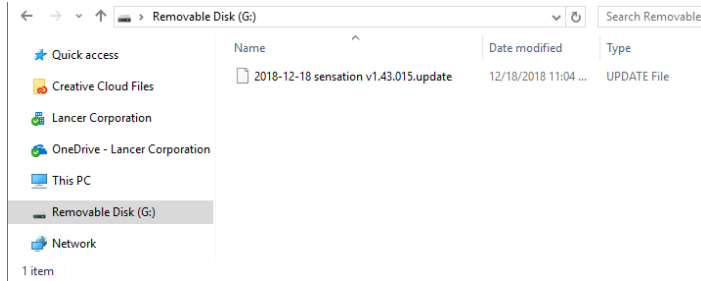 Removable Disk (G:)
Search Removable
Name Date modified Type
Quick access
2018-12-18 sensation v1.43.015.update 12/18/2018 11:04 ... UPDATE File
Creative Cloud Files
Lancer Corporation
OneDrive - Lancer Corporation
This PC
Removable Disk (G:)
Network
1 item